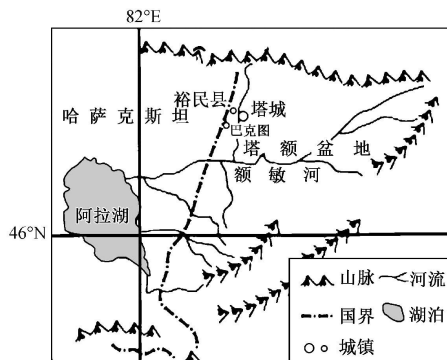 82°E
裕民县
塔城
哈萨克斯坦
巴克图
塔额盆地
额敏河
阿拉湖
46°N
山脉
河流
国界
湖泊
城镇